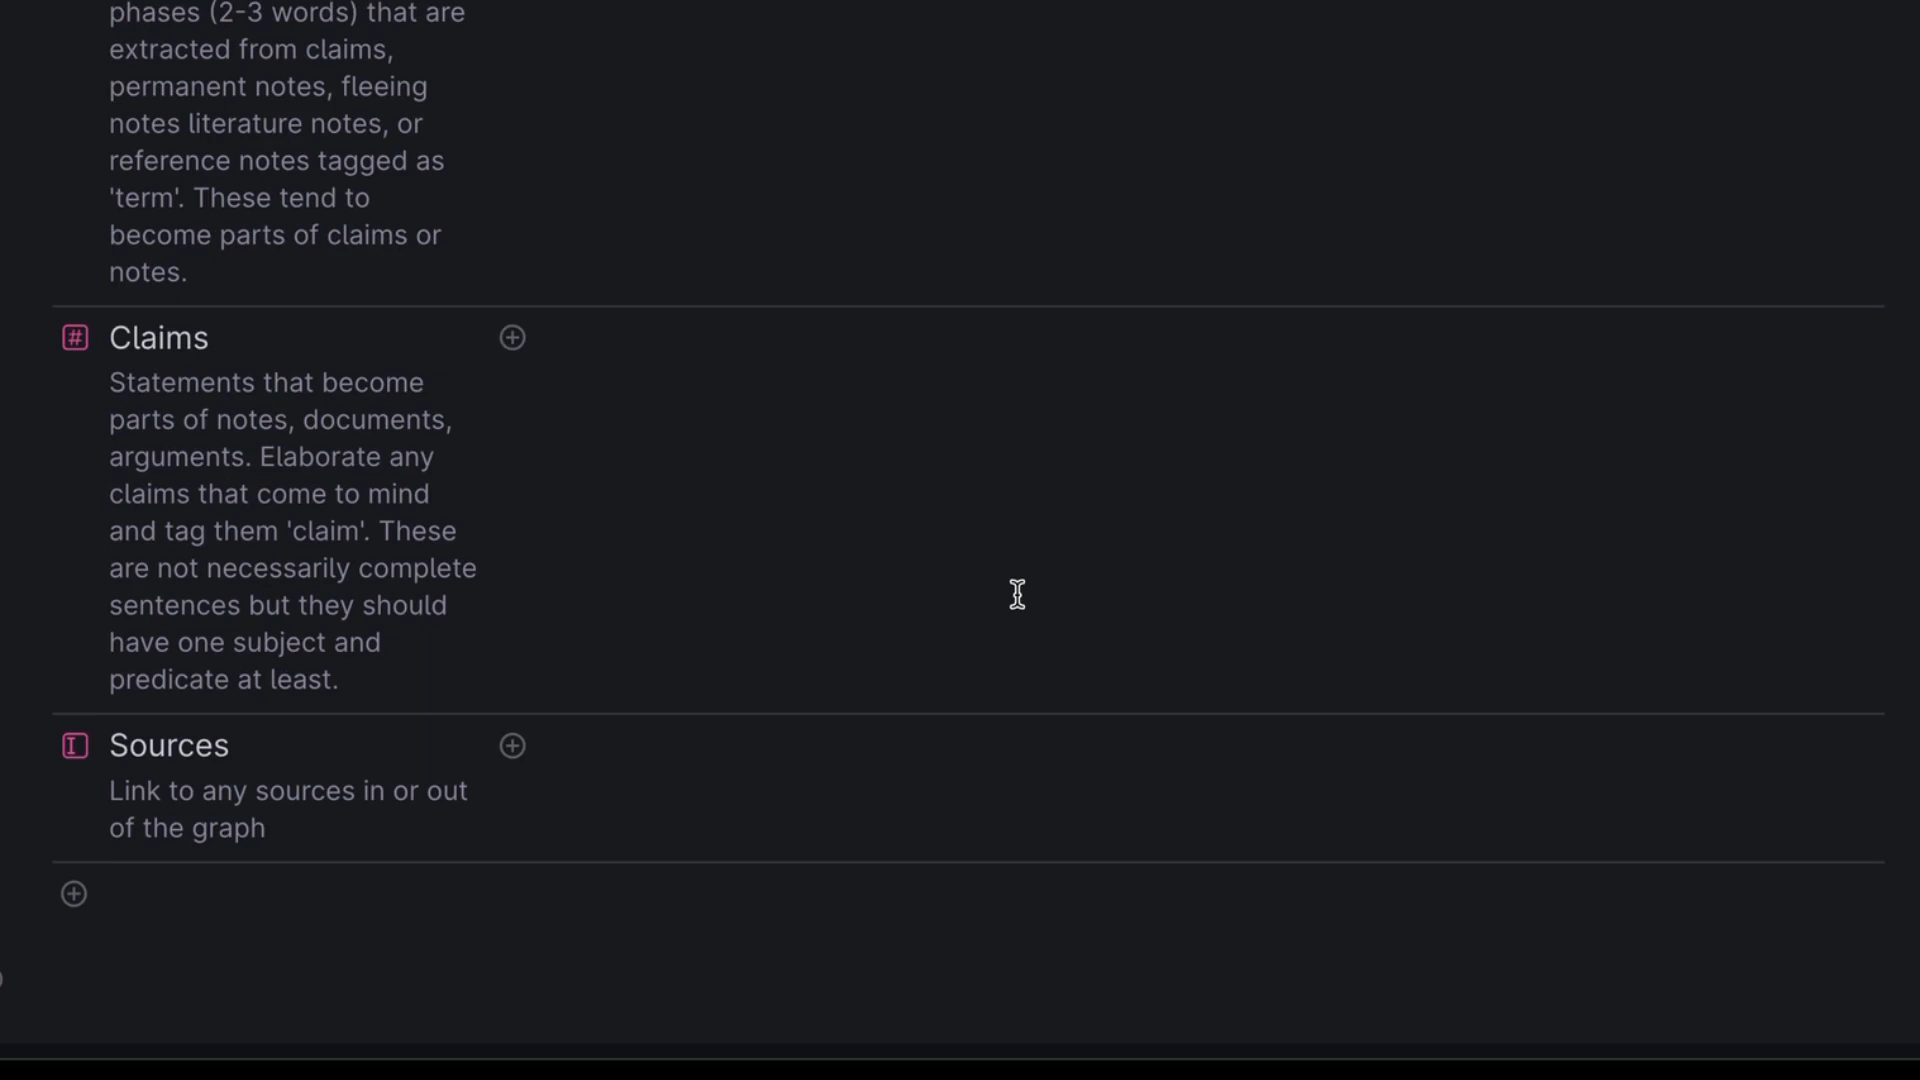 phases (2-3 words) that are
extracted from claims,
permanent notes, fleeing
notes literature notes, or
reference notes tagged as
'term'. These tend to
become parts of claims or
notes.
# Claims
Statements that become
parts of notes, documents,
arguments. Elaborate any
claims that come to mind
and tag them 'claim'. These
are not necessarily complete
sentences but they should
have one subject and
predicate at least.
Sources
Link to any sources in or out
of the graph